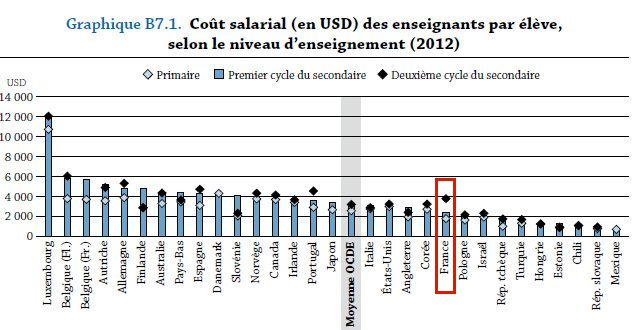 Graphique B7.1. Coût salarial (en USD) des enseignants par élève,
selon le niveau d'enseignement (2012)
Primaire Premier cycle du secondaire Deuxième cycle du secondaire
USD
14 000
12 000
10 000
8 000
6 000
4 000
2 000
0
Luxembourg
Belgique (Fl.)
Belgique (Fr.)
Autriche
Allemagne
Finlande
Australie
Pays-Bas
Espagne
Danemark
Slovénie
Norvège
Canada
Irlande
Portugal
Japon
Moyenne OCDE
Italie
États-Unis
Angleterre
Corée
France
Pologne
Israël
Rép. tchèque
Turquie
Hongrie
Estonie
Chili
Rép. slovaque
Mexique